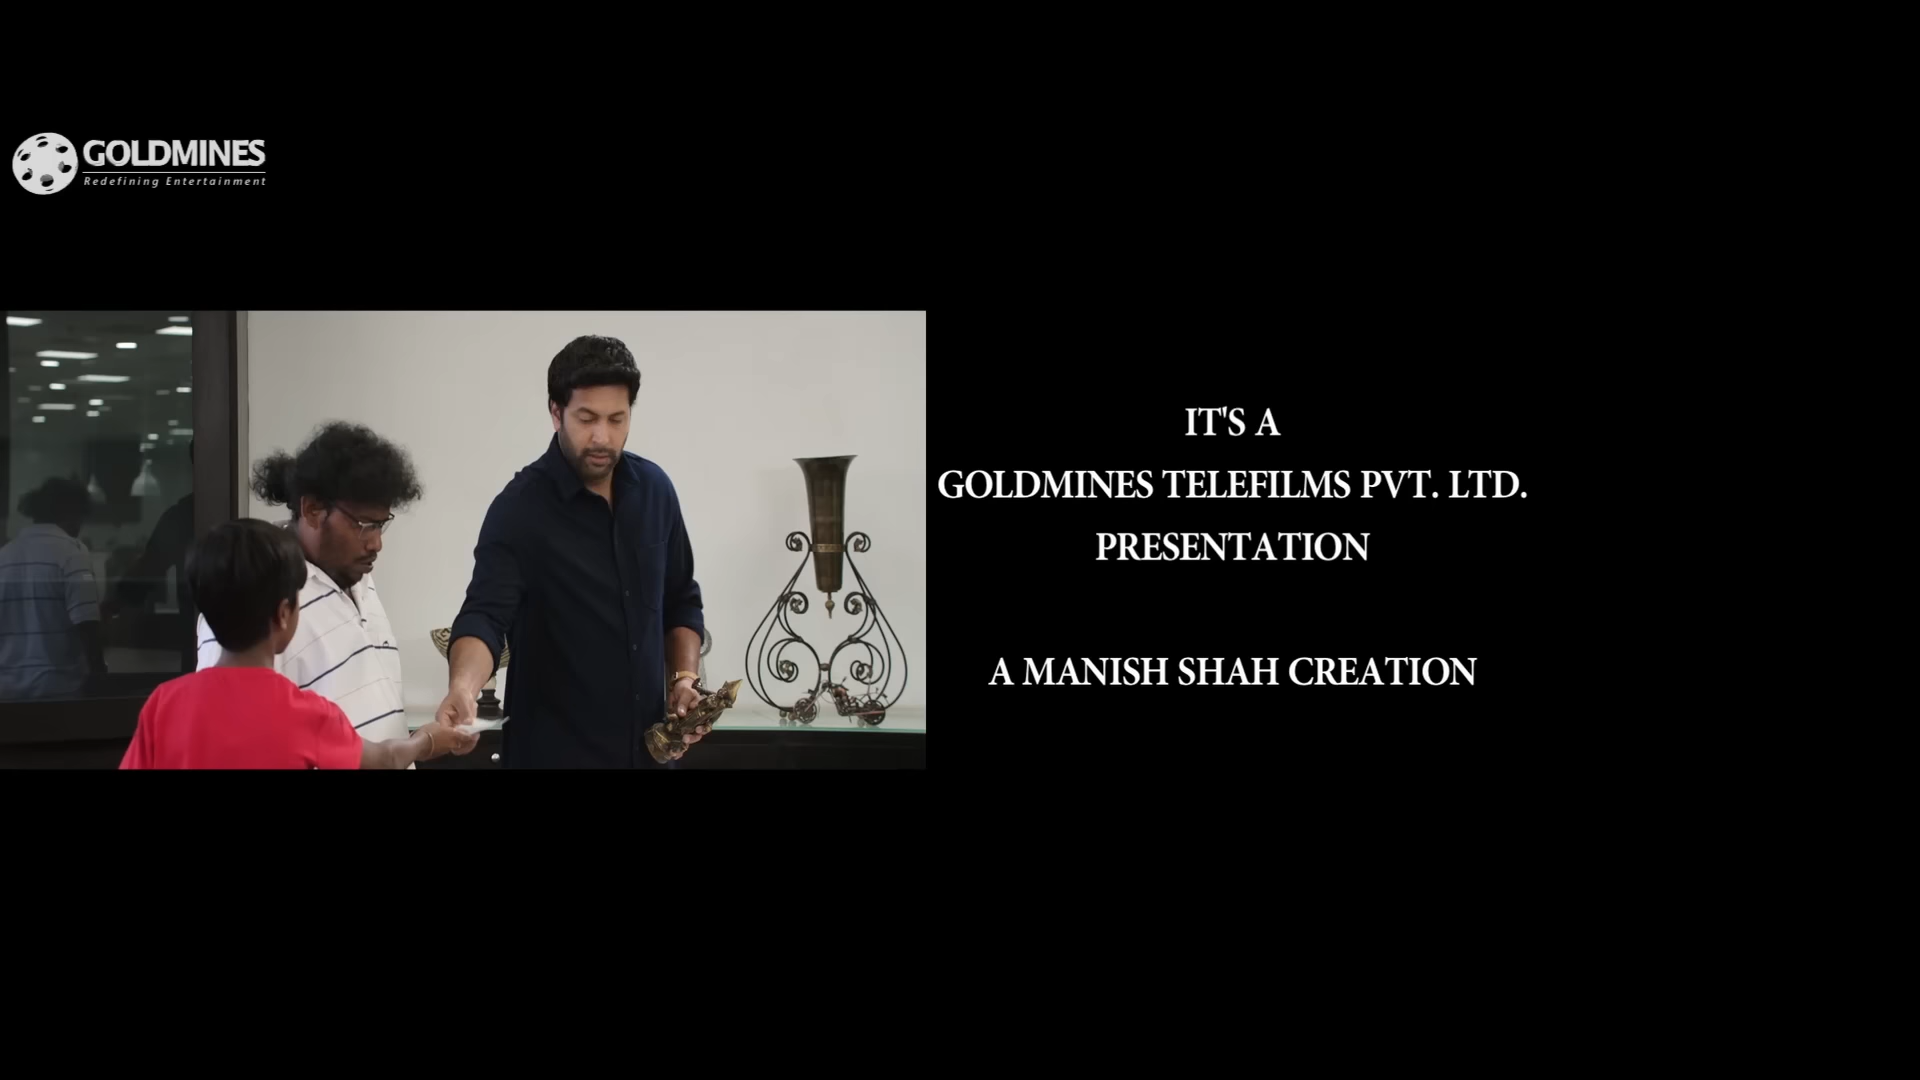 GOLDMINES
Redefining Entertainment
IT'S A
GOLDMINES TELEFILMS PVT. LTD.
PRESENTATION
A MANISH SHAH CREATION